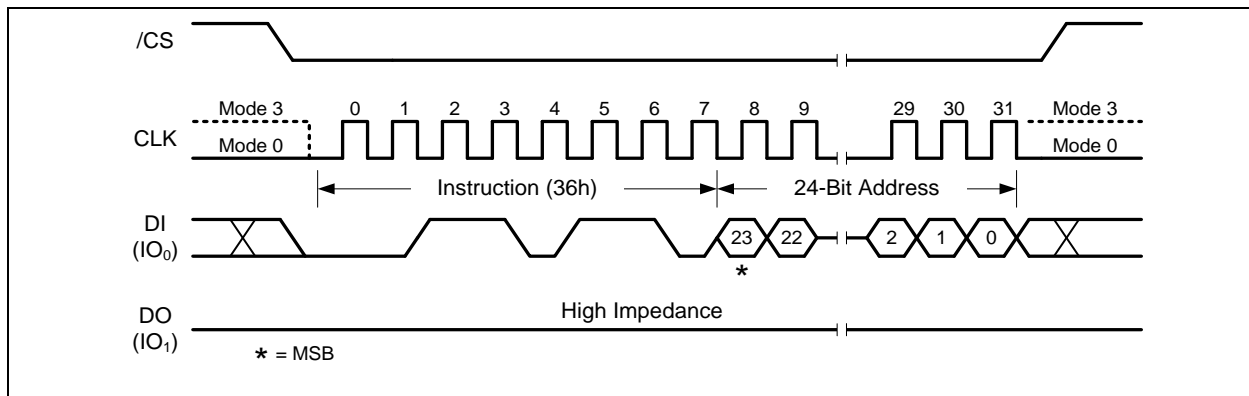 /CS
Mode 3 0 1 2 3 4 5 6 7 8 9 29 30 31 Mode 3
CLK
Mode 0 Mode 0
Instruction (36h) 24-Bit Address
DI
(IO₀)
23 22 2 1 0
*
DO
(IO₁)
High Impedance
* = MSB